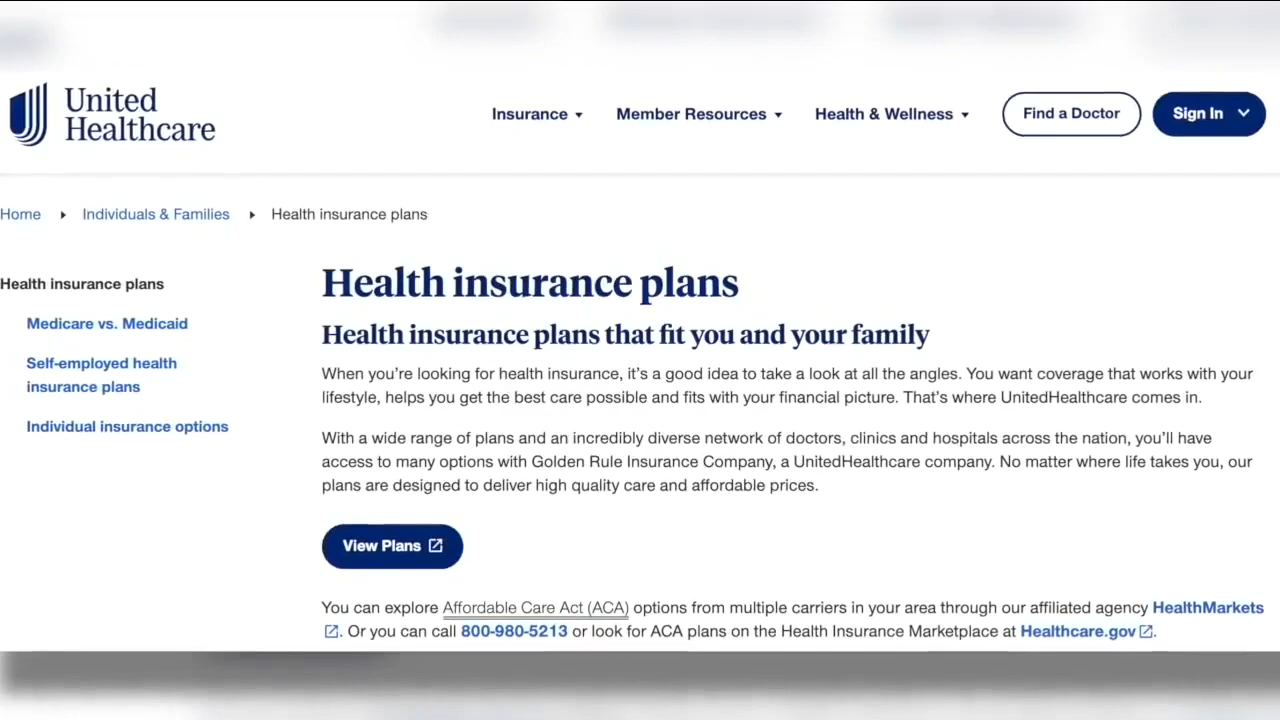 United
Healthcare
Insurance
Member Resources
Health & Wellness
Find a Doctor
Sign In
Home
Individuals & Families
Health insurance plans
Health insurance plans
Medicare vs. Medicaid
Self-employed health
insurance plans
Individual insurance options
Health insurance plans
Health insurance plans that fit you and your family
When you’re looking for health insurance, it’s a good idea to take a look at all the angles. You want coverage that works with your
lifestyle, helps you get the best care possible and fits with your financial picture. That’s where UnitedHealthcare comes in.
With a wide range of plans and an incredibly diverse network of doctors, clinics and hospitals across the nation, you’ll have
access to many options with Golden Rule Insurance Company, a UnitedHealthcare company. No matter where life takes you, our
plans are designed to deliver high quality care and affordable prices.
View Plans
You can explore Affordable Care Act (ACA) options from multiple carriers in your area through our affiliated agency HealthMarkets
. Or you can call 800-980-5213 or look for ACA plans on the Health Insurance Marketplace at Healthcare.gov.